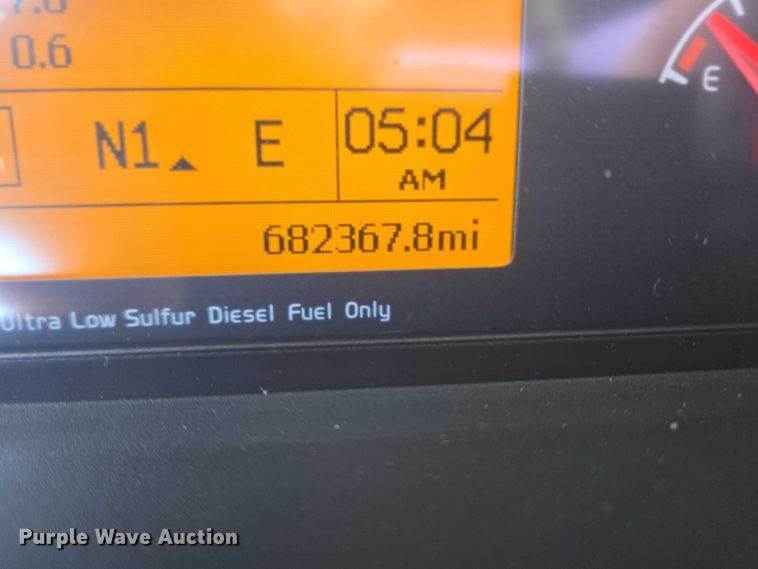 0.6
N1 E 05:04
AM
682367.8mi
E
Ultra Low Sulfur Diesel Fuel Only
Purple Wave Auction